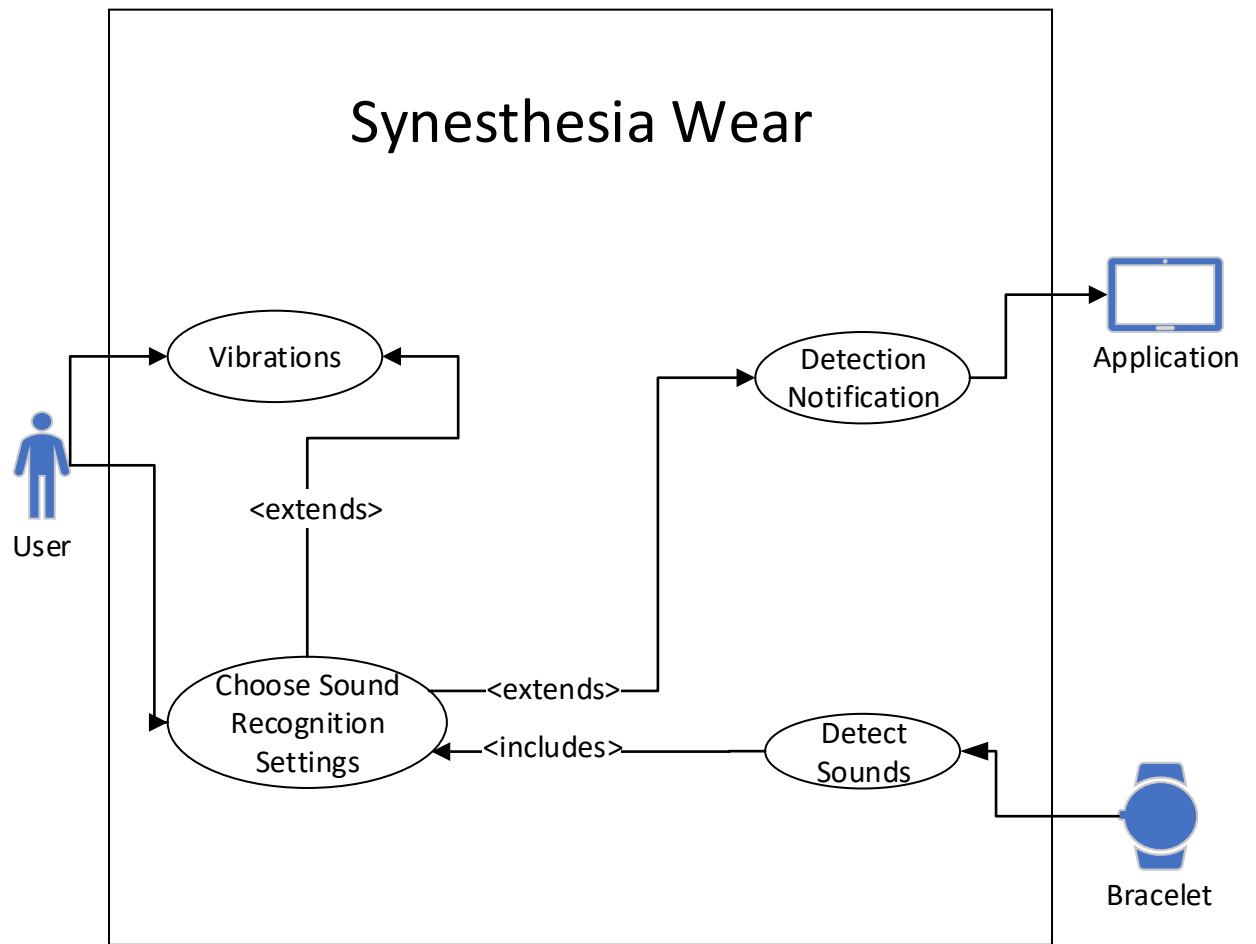 Synesthesia Wear
Vibrations
Detection
Notification
Application
User
<extends>
Choose Sound
Recognition
Settings
<extends>
<includes>
Detect
Sounds
Bracelet